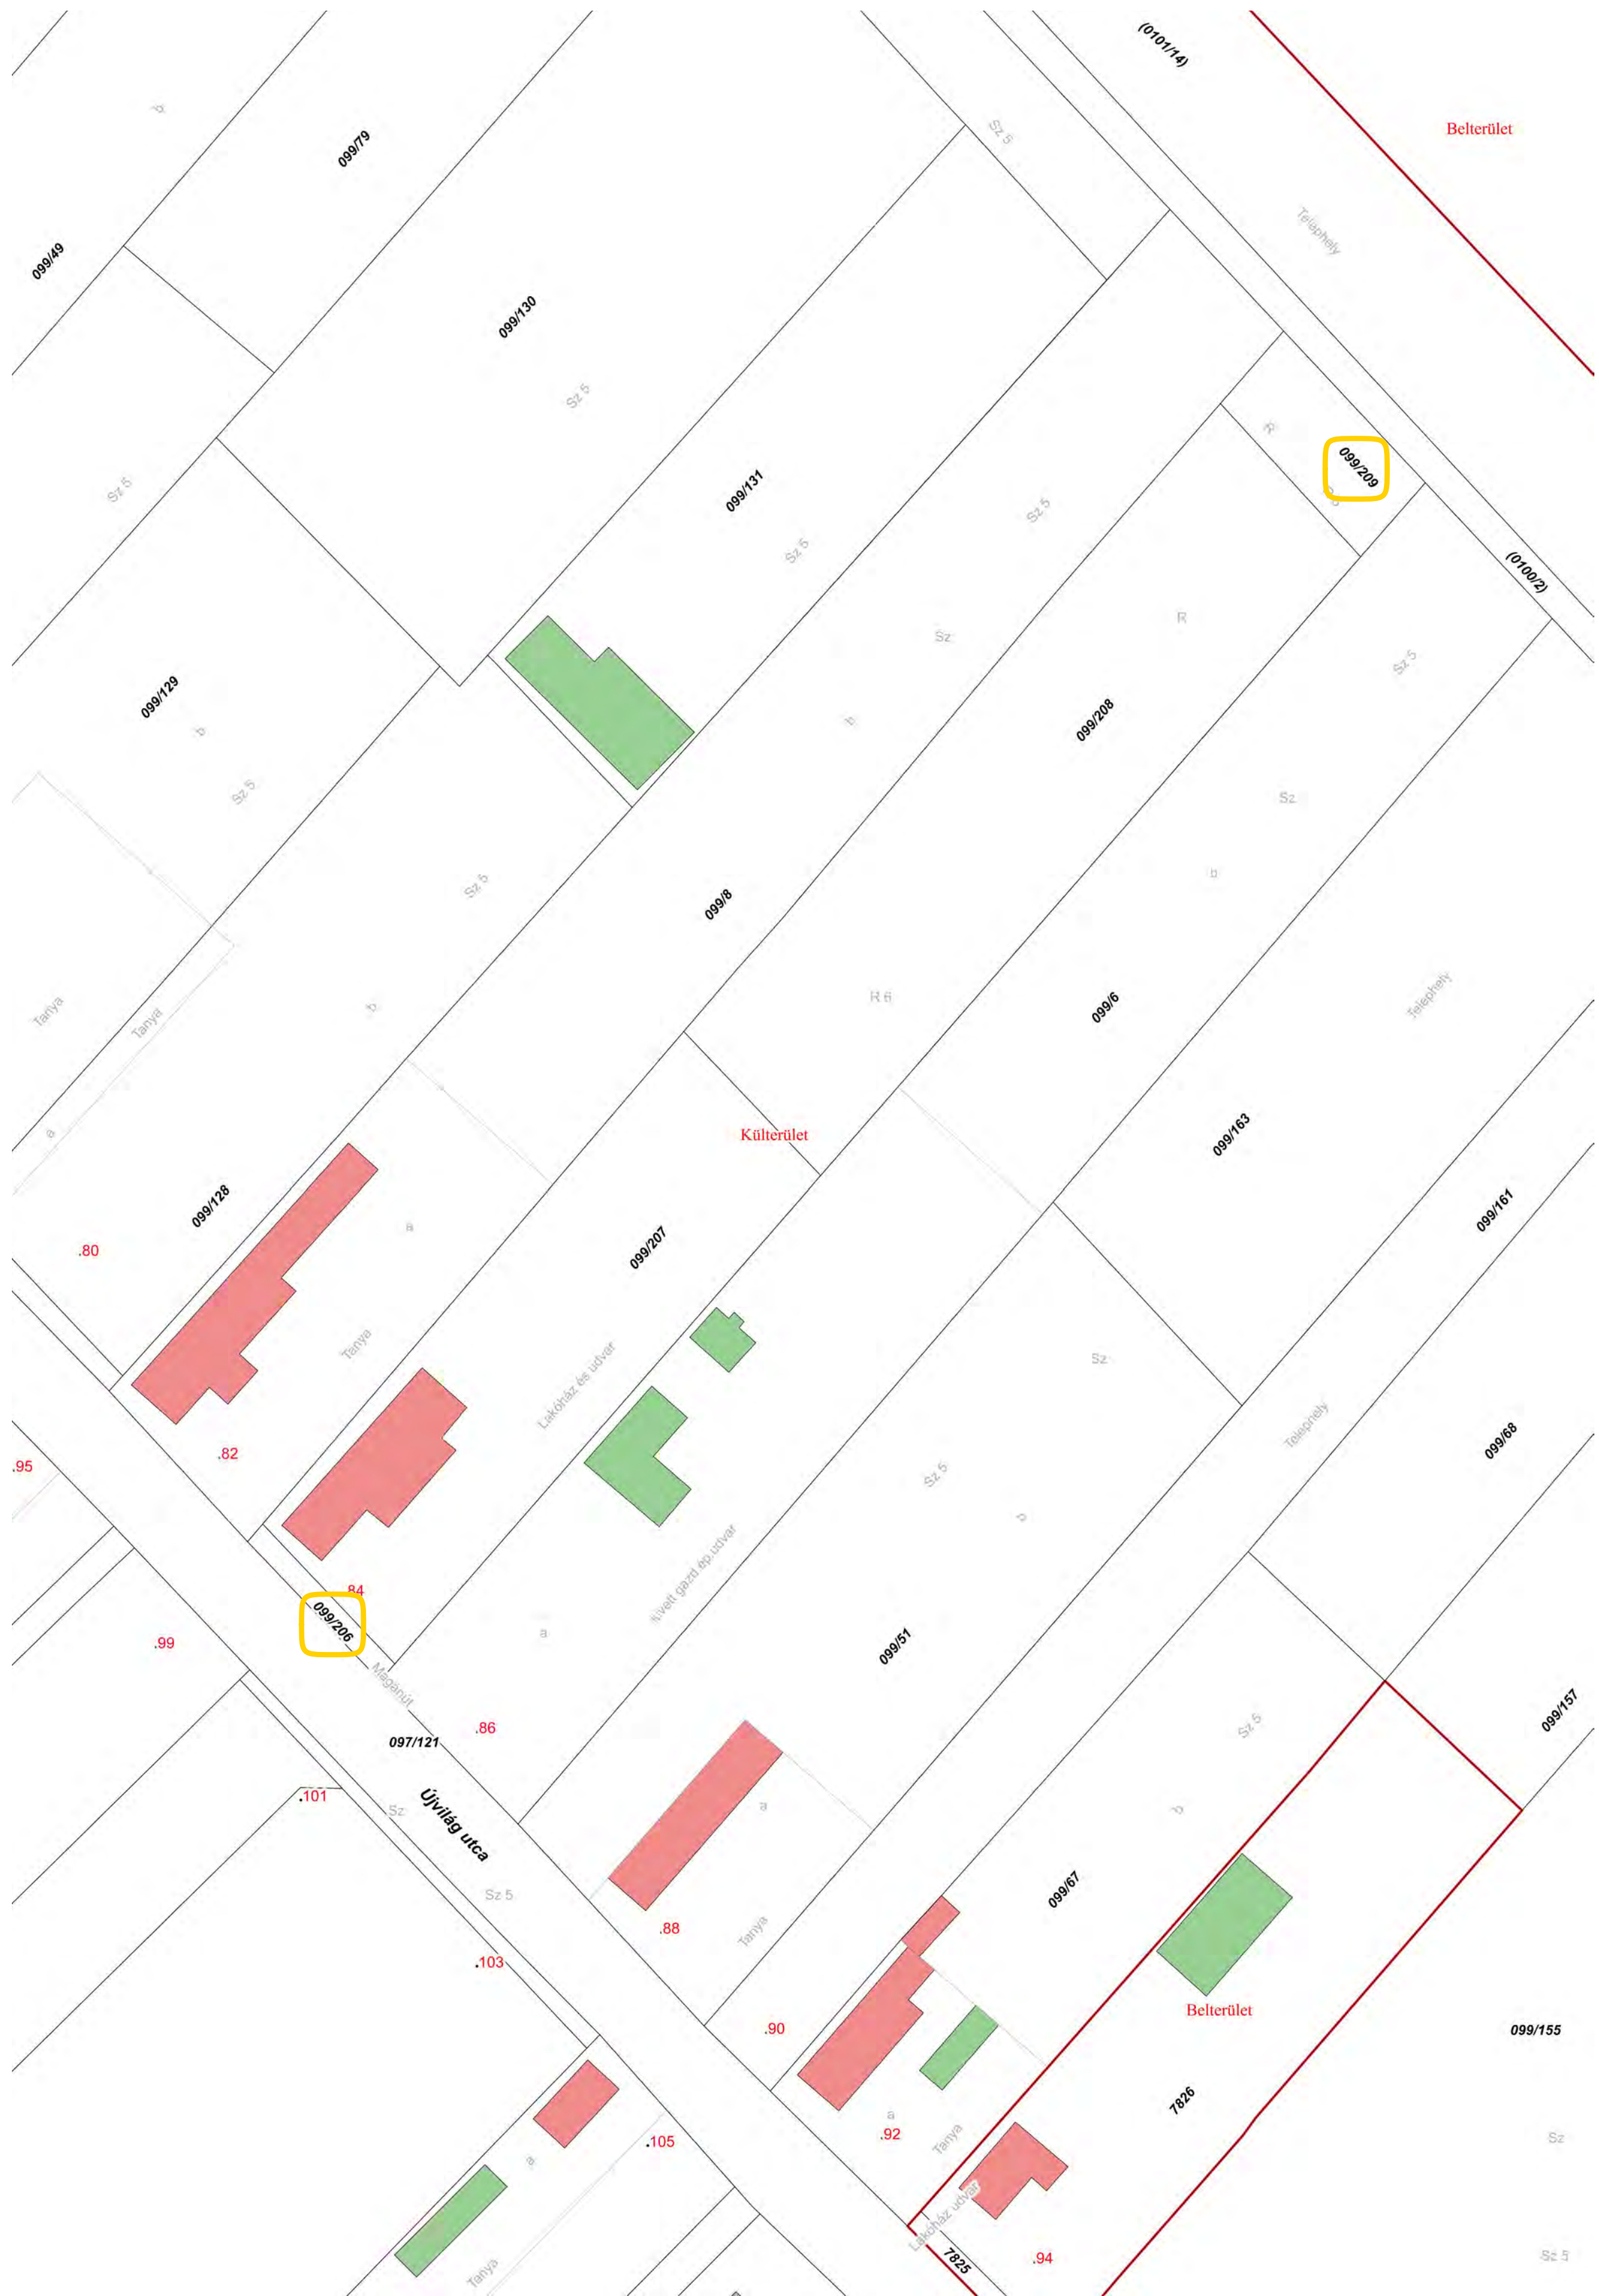 (0101/14)
Belterület
b
099/79
Sz 5
Telephely
099/49
099/130
Sz 5
R
099/209
Sz 5
099/131
Sz 5
Sz 5
(0100/2)
R
Sz
Sz 5
099/129
b
099/208
b
Sz 5
Sz
Sz 5
099/8
b
R 6
Telephely
099/6
Tanya
Tanya
b
a
Külterület
099/163
099/128
099/161
a
.80
099/207
Tanya
Lakóház és udvar
Sz
Telephely
099/68
.82
.95
Sz 5
b
Kivett gazd ép. udvar
84
099/206
.99
a
099/51
Magánút
099/157
.86
Sz 5
097/121
.101
Sz
a
b
Újvilág utca
099/67
Sz 5
.88
Tanya
.103
Belterület
.90
099/155
7826
a
.92
Tanya
.105
Sz
a
Lakóház udvar
.94
7825
Sz 5
Tanya